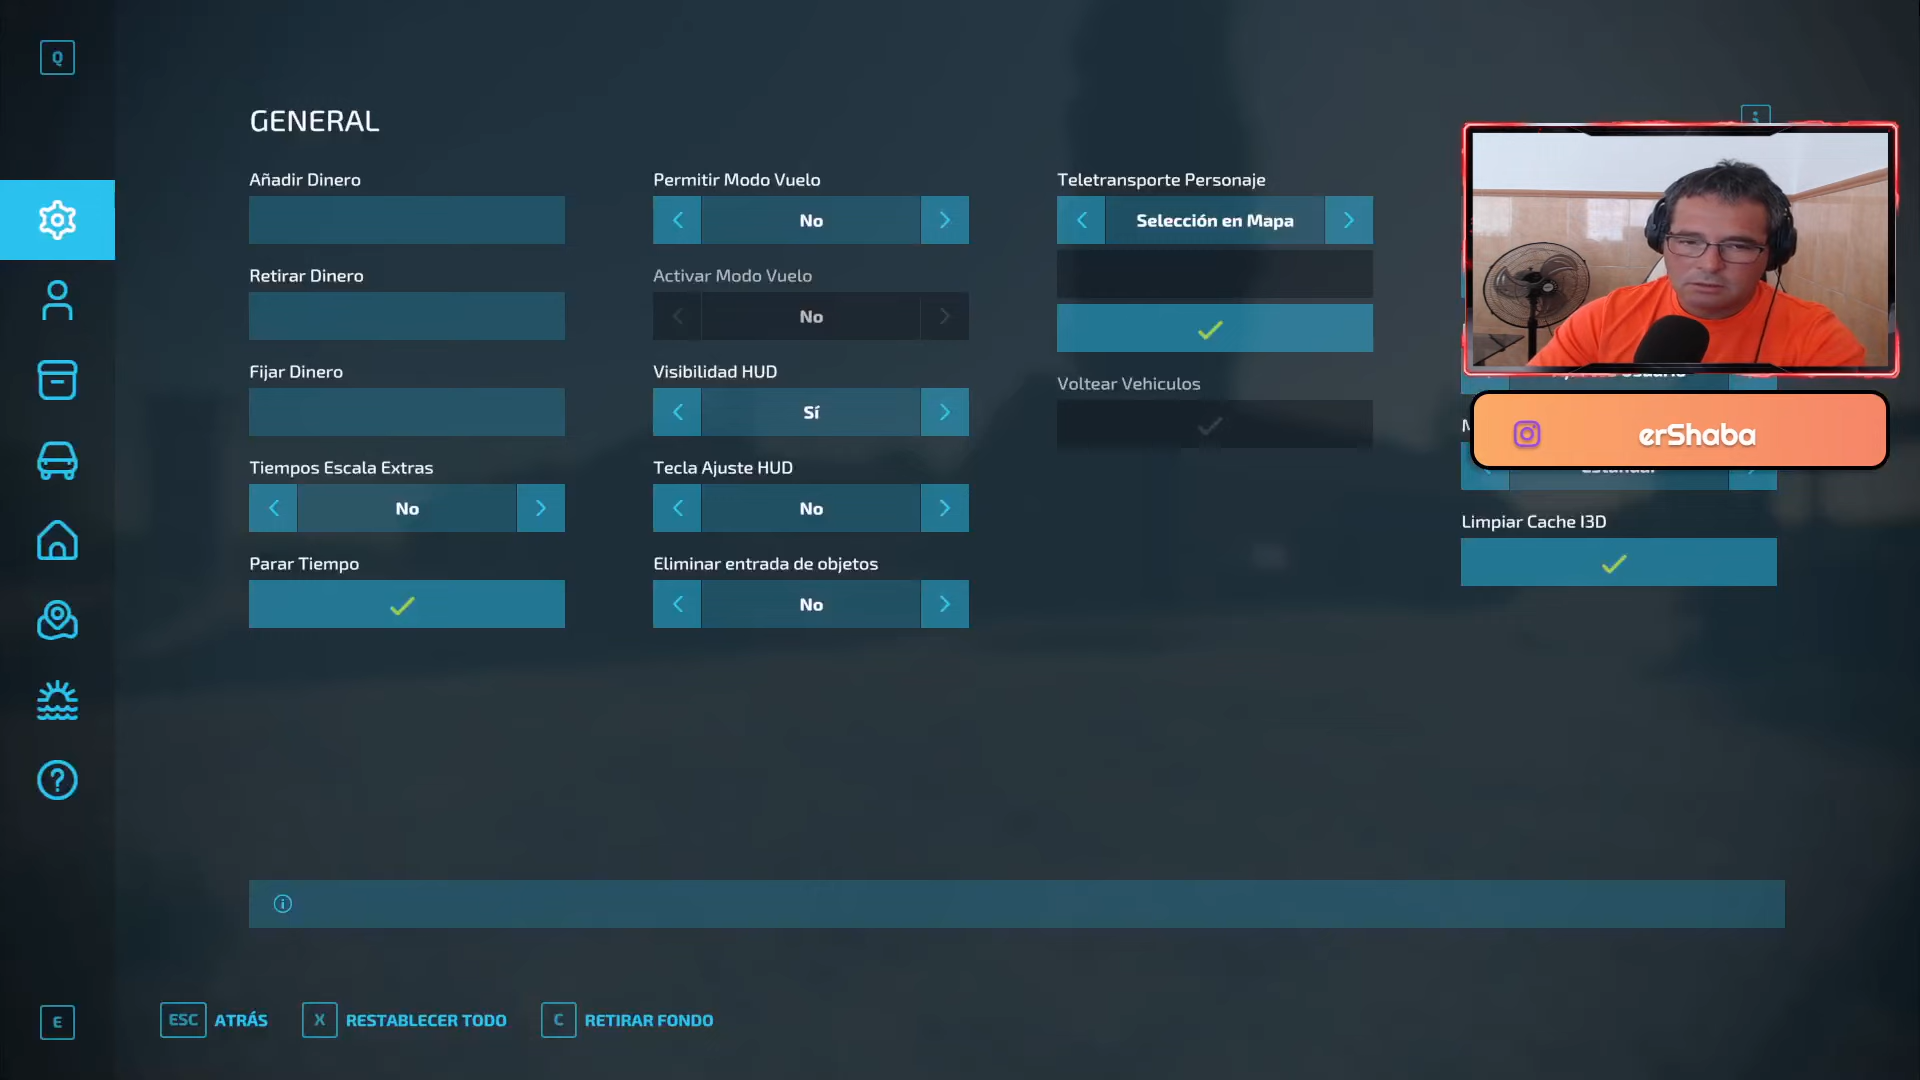 Q
GENERAL
Añadir Dinero
Permitir Modo Vuelo
No
Teletransporte Personaje
Selección en Mapa
Retirar Dinero
Activar Modo Vuelo
No
Fijar Dinero
Visibilidad HUD
Sí
Voltear Vehiculos
erShaba
Tiempos Escala Extras
No
Tecla Ajuste HUD
No
Limpiar Cache I3D
Parar Tiempo
Eliminar entrada de objetos
No
E
ESC ATRÁS
X RESTABLECER TODO
C RETIRAR FONDO